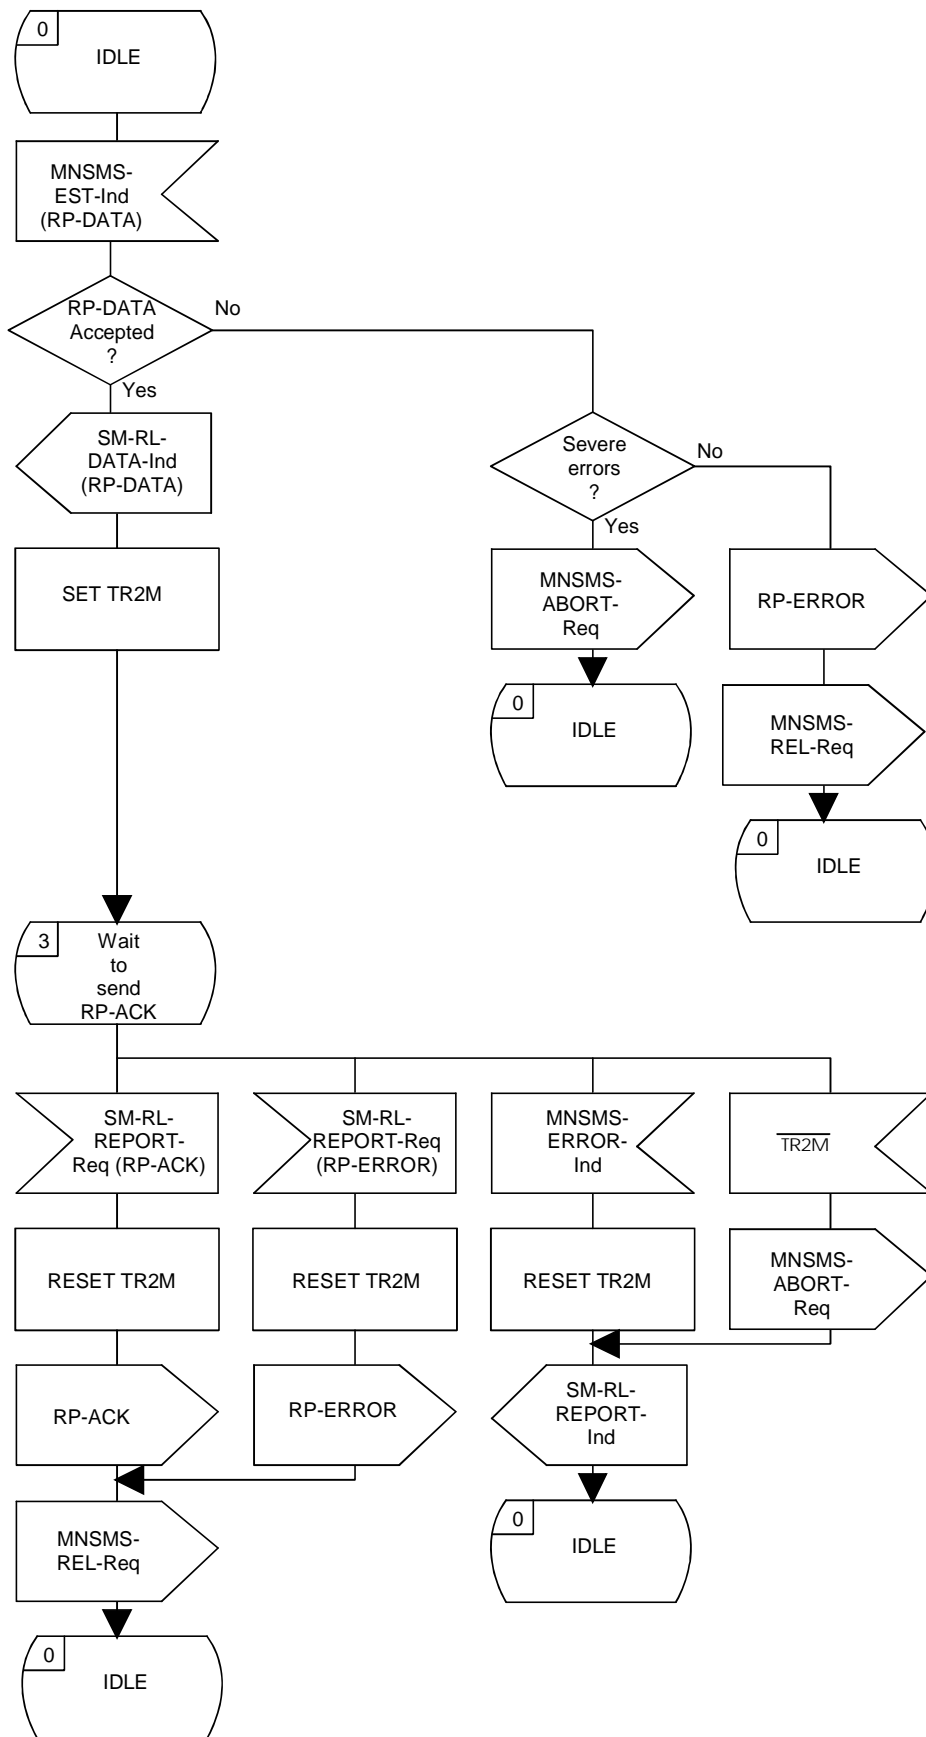 0
IDLE
MNSMS-
EST-Ind
(RP-DATA)
RP-DATA
Accepted
?
No
Yes
SM-RL-
DATA-Ind
(RP-DATA)
Severe
errors
?
No
Yes
SET TR2M
MNSMS-
ABORT-
Req
RP-ERROR
0
IDLE
MNSMS-
REL-Req
0
IDLE
3
Wait
to
send
RP-ACK
SM-RL-
REPORT-
Req (RP-ACK)
SM-RL-
REPORT-Req
(RP-ERROR)
MNSMS-
ERROR-
Ind
TR2M
RESET TR2M
RESET TR2M
RESET TR2M
MNSMS-
ABORT-
Req
RP-ACK
RP-ERROR
SM-RL-
REPORT-
Ind
MNSMS-
REL-Req
0
IDLE
0
IDLE